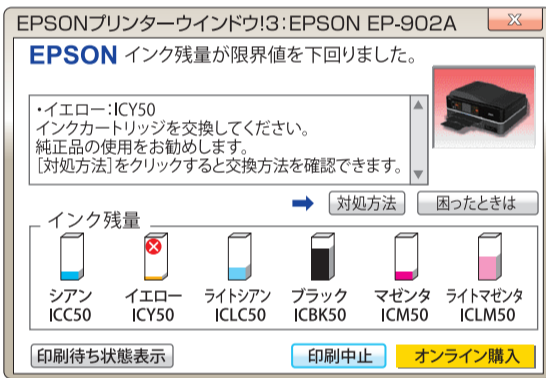 EPSONプリンターウインドウ!3:EPSON EP-902A
EPSON インク残量が限界値を下回りました。
・イエロー:ICY50
インクカートリッジを交換してください。
純正品の使用をお勧めします。
[対処方法]をクリックすると交換方法を確認できます。
対処方法 困ったときは
インク残量
シアン イエロー ライトシアン ブラック マゼンタ ライトマゼンタ
ICC50 ICY50 ICLC50 ICBK50 ICM50 ICLM50
印刷待ち状態表示 印刷中止 オンライン購入